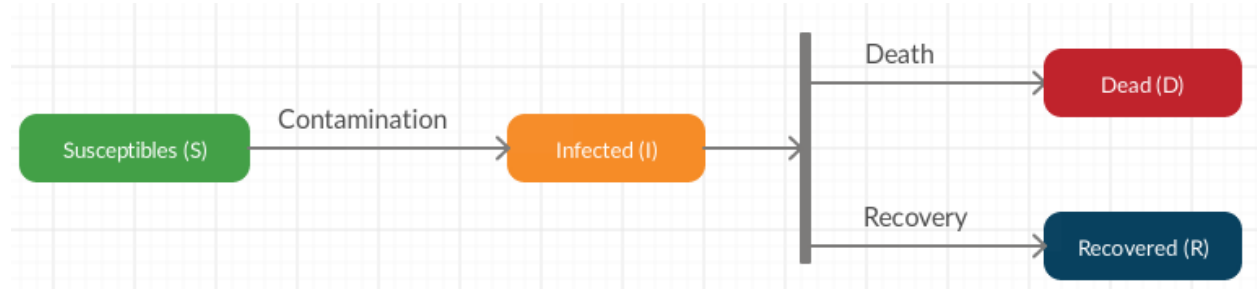 Susceptibles (S)
Contamination
Infected (I)
Death
Dead (D)
Recovery
Recovered (R)